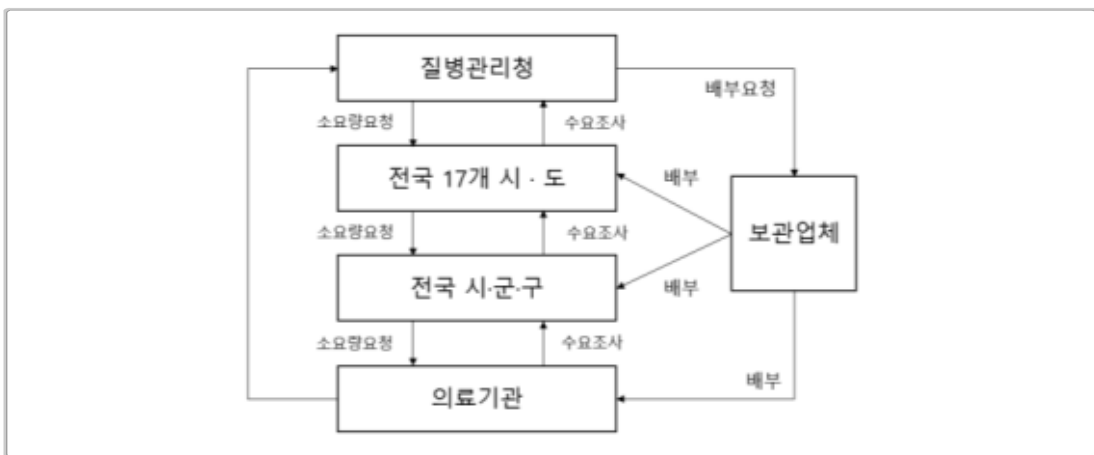 질병관리청
배부요청
소요량요청
수요조사
전국 17개 시 · 도
배부
보관업체
소요량요청
수요조사
전국 시·군·구
배부
소요량요청
수요조사
의료기관
배부